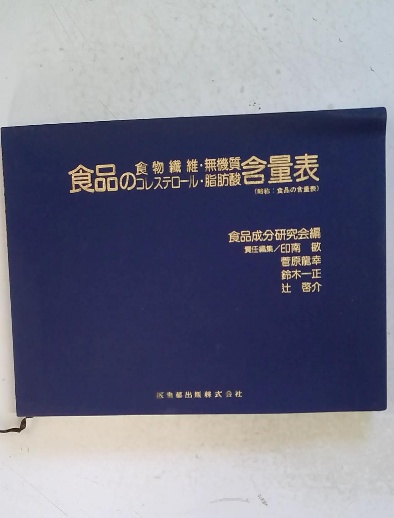 食品の食物繊維・無機質コレステロール・脂肪酸含量表
(略称:食品の含量表)
食品成分研究会編
責任編集/印南 敏
菅原龍幸
鈴木一正
辻 啓介
医歯薬出版株式会社